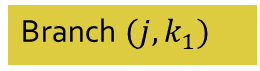 Branch (𝑗, 𝑘₁)